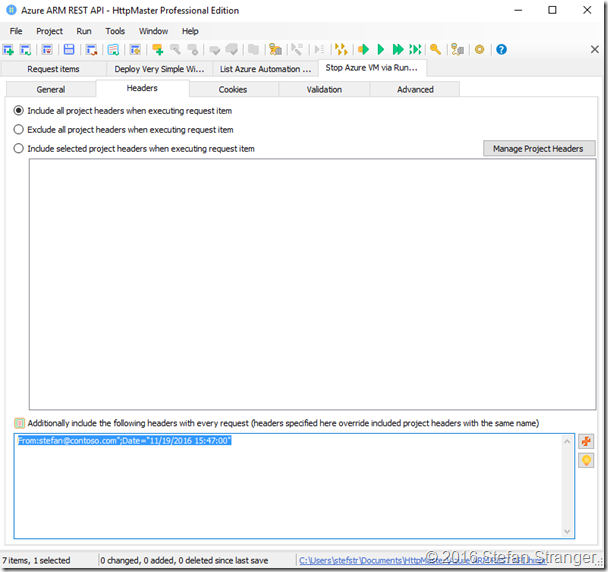 Azure ARM REST API - HttpMaster Professional Edition
File Project Run Tools Window Help
Request items Deploy Very Simple Wi... List Azure Automation ... Stop Azure VM via Run...
General Headers Cookies Validation Advanced
Include all project headers when executing request item
Exclude all project headers when executing request item
Include selected project headers when executing request item
Manage Project Headers
Additionally include the following headers with every request (headers specified here override included project headers with the same name)
From:stefan@contoso.com";Date="11/19/2016 15:47:00"
7 items, 1 selected 0 changed, 0 added, 0 deleted since last save C:\Users\stefstr\Documents\HttpMaster\
© 2016 Stefan Stranger